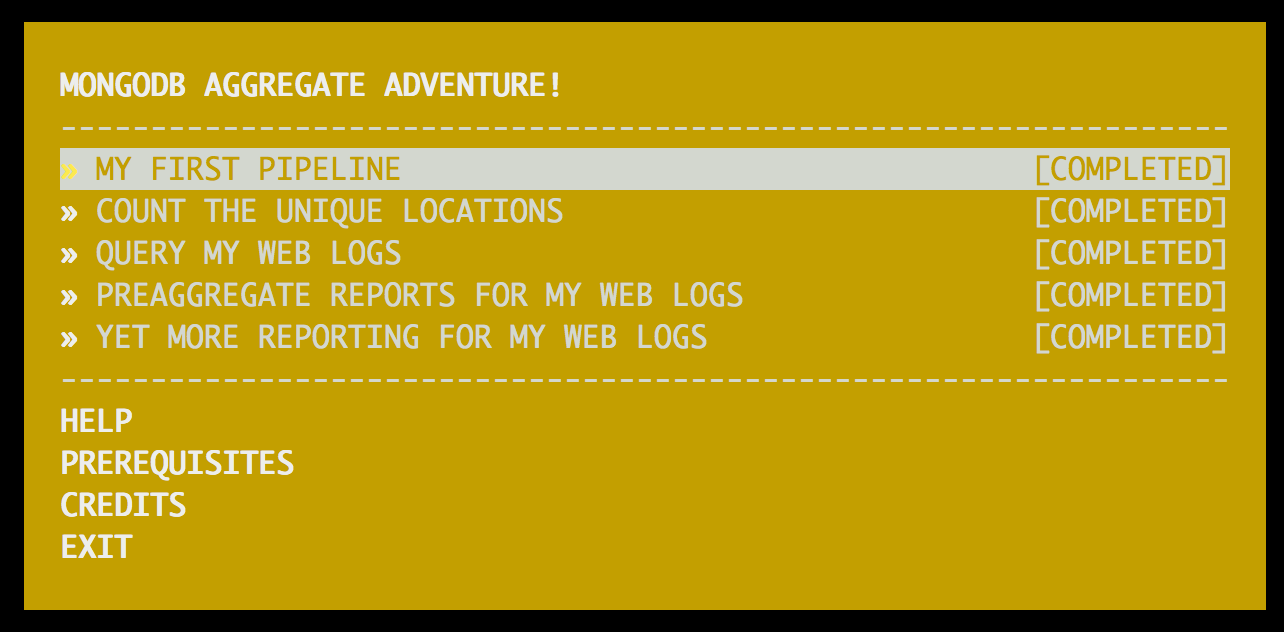 MONGODB AGGREGATE ADVENTURE!
-----------------------------------------------------------------
» MY FIRST PIPELINE [COMPLETED]
» COUNT THE UNIQUE LOCATIONS [COMPLETED]
» QUERY MY WEB LOGS [COMPLETED]
» PREAGGREGATE REPORTS FOR MY WEB LOGS [COMPLETED]
» YET MORE REPORTING FOR MY WEB LOGS [COMPLETED]
-----------------------------------------------------------------
HELP
PREREQUISITES
CREDITS
EXIT